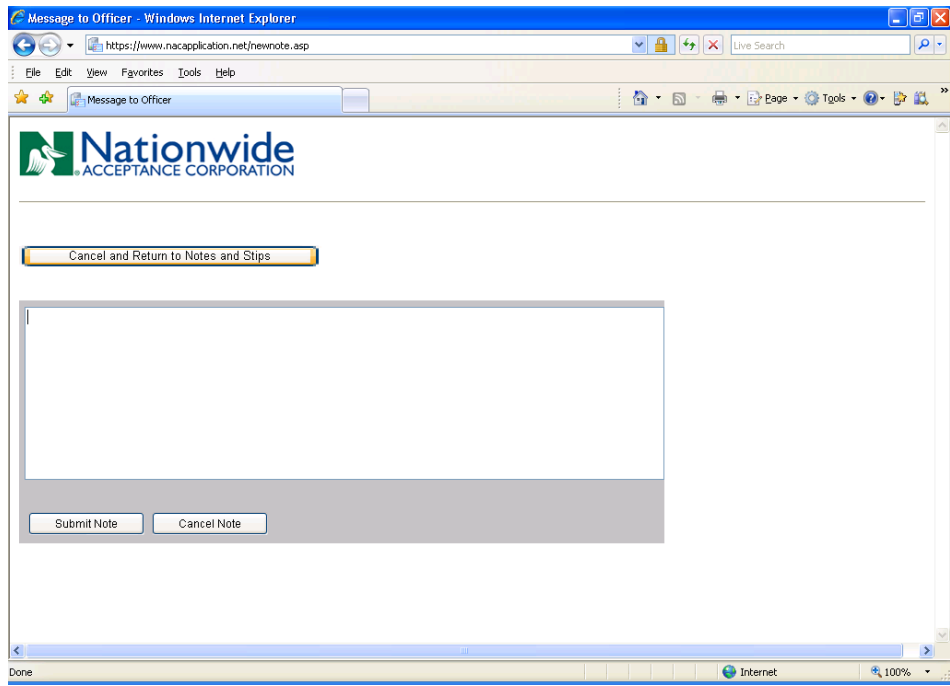 Message to Officer - Windows Internet Explorer
https://www.nacapplication.net/newnote.asp
Live Search
File Edit View Favorites Tools Help
Message to Officer
Page Tools »
Nationwide
ACCEPTANCE CORPORATION
Cancel and Return to Notes and Stips
Submit Note Cancel Note
Done Internet 100%